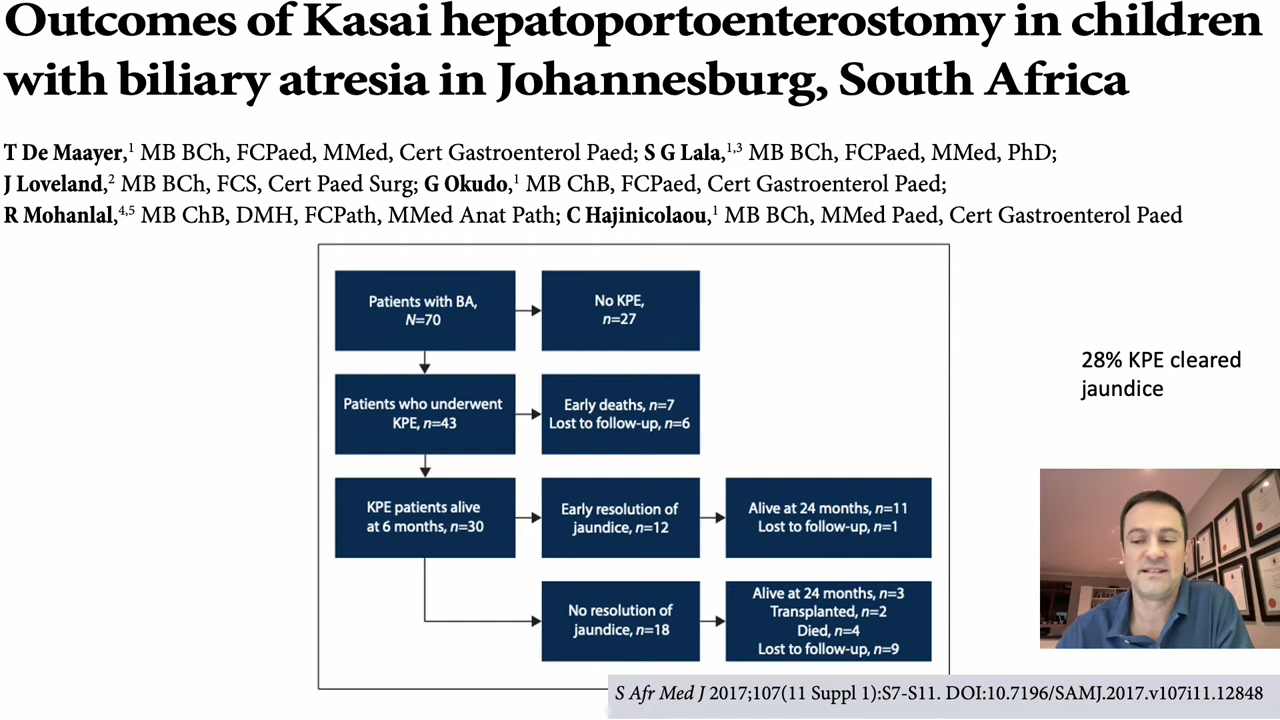 Outcomes of Kasai hepatoportoenterostomy in children
with biliary atresia in Johannesburg, South Africa
T De Maayer,¹ MB BCh, FCPaed, MMed, Cert Gastroenterol Paed; S G Lala,¹,³ MB BCh, FCPaed, MMed, PhD;
J Loveland,² MB BCh, FCS, Cert Paed Surg; G Okudo,¹ MB ChB, FCPaed, Cert Gastroenterol Paed;
R Mohanlal,⁴,⁵ MB ChB, DMH, FCPath, MMed Anat Path; C Hajinicolaou,¹ MB BCh, MMed Paed, Cert Gastroenterol Paed
Patients with BA,
N=70
No KPE,
n=27
Patients who underwent
KPE, n=43
Early deaths, n=7
Lost to follow-up, n=6
KPE patients alive
at 6 months, n=30
Early resolution of
jaundice, n=12
Alive at 24 months, n=11
Lost to follow-up, n=1
No resolution of
jaundice, n=18
Alive at 24 months, n=3
Transplanted, n=2
Died, n=4
Lost to follow-up, n=9
28% KPE cleared
jaundice
S Afr Med J 2017;107(11 Suppl 1):S7-S11. DOI:10.7196/SAMJ.2017.v107i11.12848